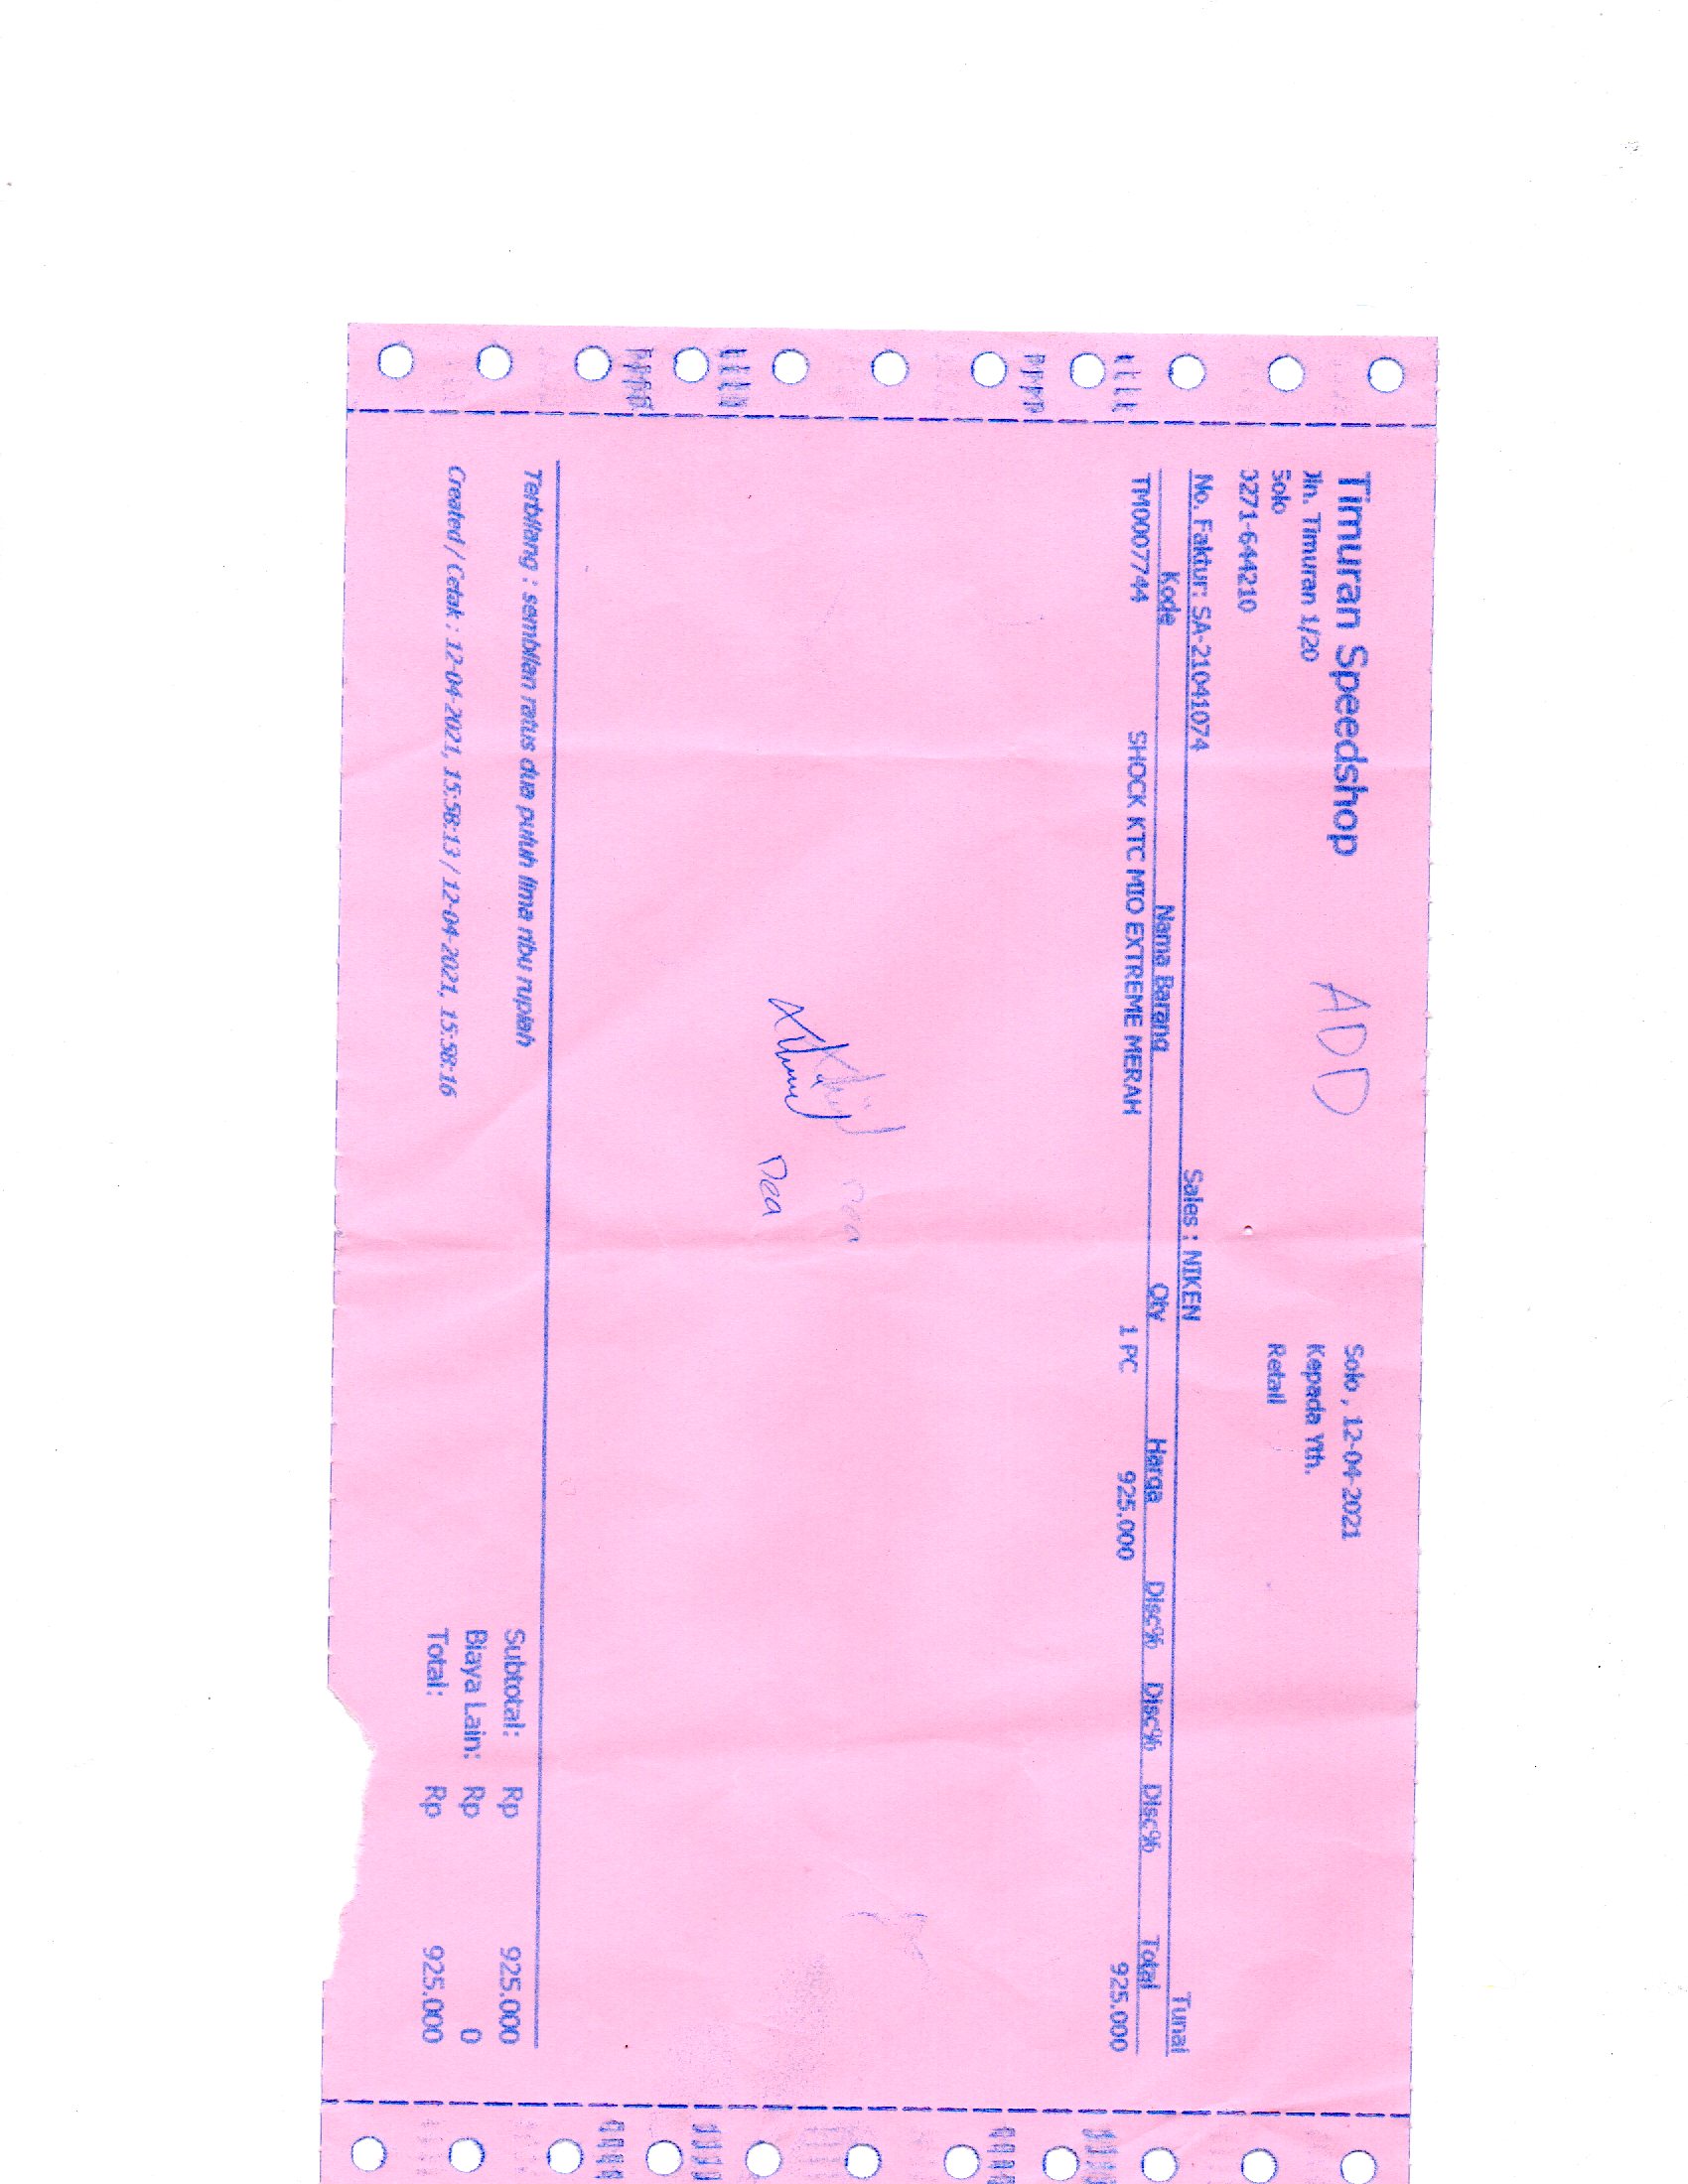 Timuran Speedshop ADD Solo , 12-04-2021
Jln. Timuran 1/20 Kepada Yth.
Solo Retail
0271-644210
No. Faktur: SA-21041074 Sales : NIKEN Tunai
Kode Nama Barang Qty Harga Disc% Disc% Disc% Total
TM0007744 SHOCK KTC MIO EXTREME MERAH 1 PC 925.000 925.000
Dea
Terbilang : sembilan ratus dua puluh lima ribu rupiah Subtotal: Rp 925.000
Biaya Lain: Rp 0
Created / Cetak : 12-04-2021, 15:58:13 / 12-04-2021, 15:58:16 Total: Rp 925.000